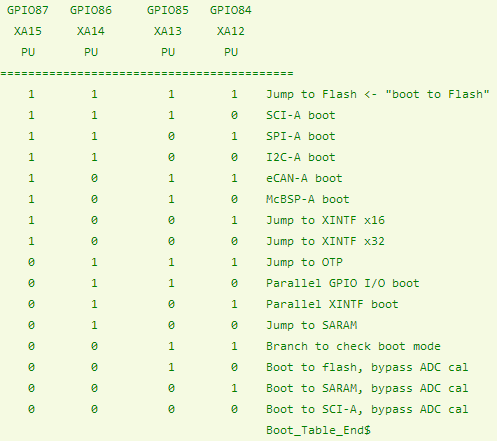 GPIO87 GPIO86 GPIO85 GPIO84
XA15 XA14 XA13 XA12
PU PU PU PU
==========================================
1 1 1 1 Jump to Flash <- "boot to Flash"
1 1 1 0 SCI-A boot
1 1 0 1 SPI-A boot
1 1 0 0 I2C-A boot
1 0 1 1 eCAN-A boot
1 0 1 0 McBSP-A boot
1 0 0 1 Jump to XINTF x16
1 0 0 0 Jump to XINTF x32
0 1 1 1 Jump to OTP
0 1 1 0 Parallel GPIO I/O boot
0 1 0 1 Parallel XINTF boot
0 1 0 0 Jump to SARAM
0 0 1 1 Branch to check boot mode
0 0 1 0 Boot to flash, bypass ADC cal
0 0 0 1 Boot to SARAM, bypass ADC cal
0 0 0 0 Boot to SCI-A, bypass ADC cal
Boot_Table_End$